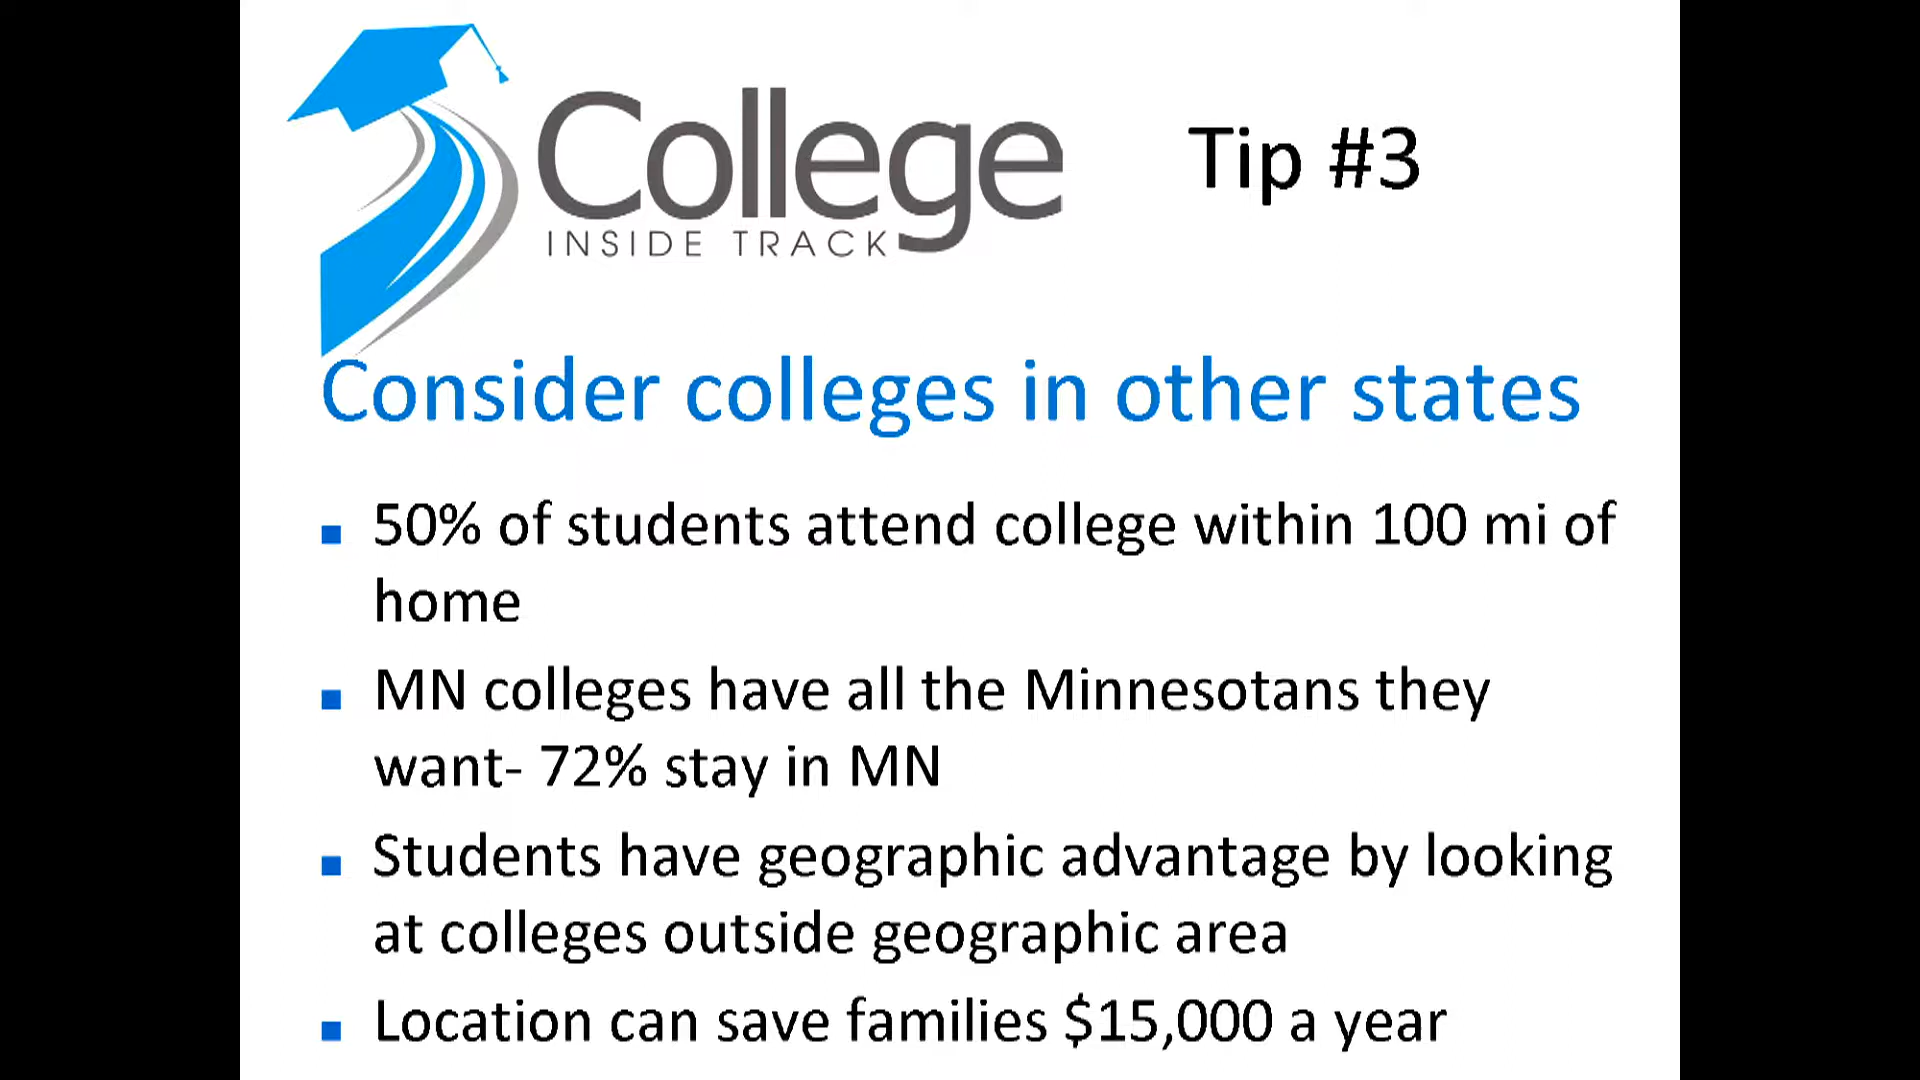 College
INSIDE TRACK
Tip #3
Consider colleges in other states
50% of students attend college within 100 mi of
home
MN colleges have all the Minnesotans they
want- 72% stay in MN
Students have geographic advantage by looking
at colleges outside geographic area
Location can save families $15,000 a year